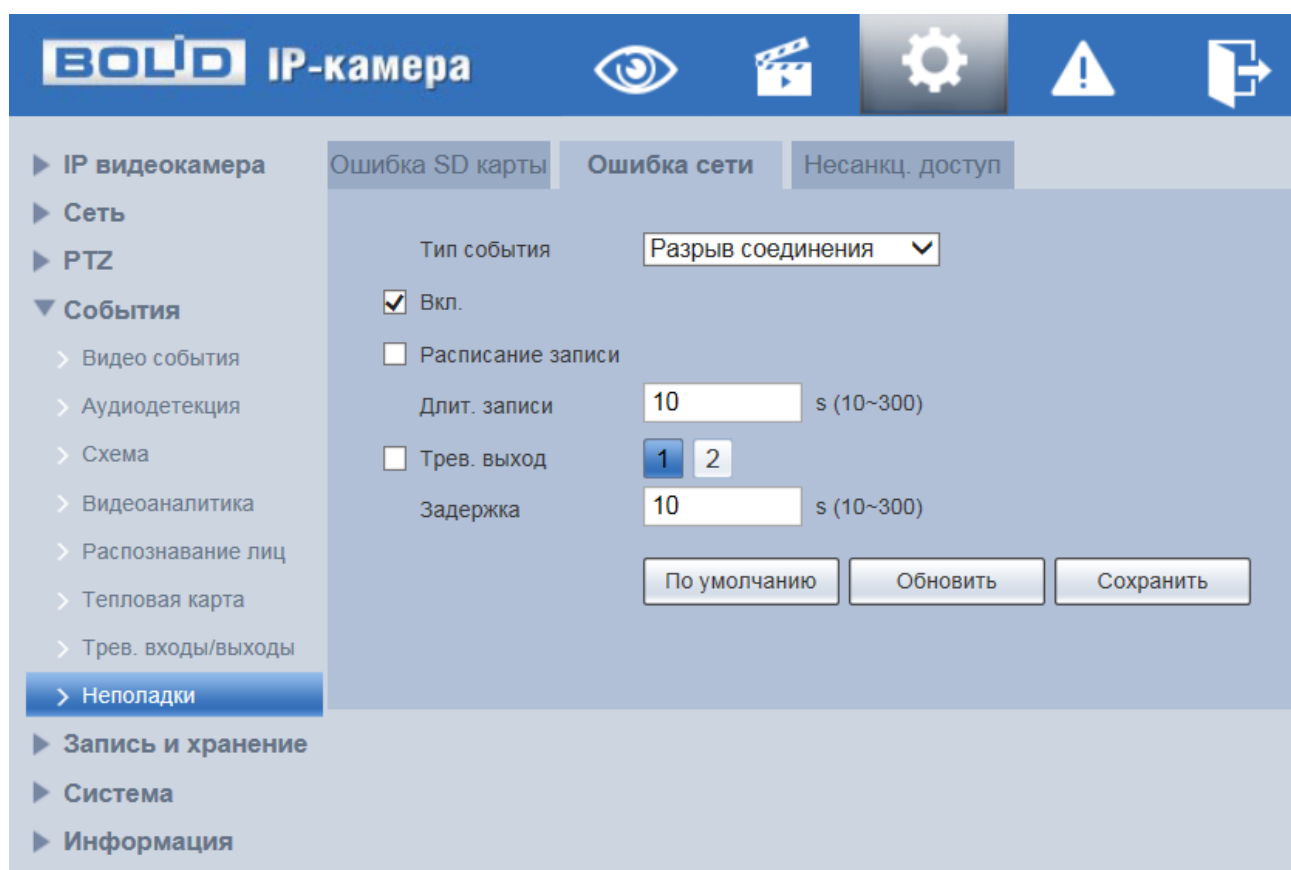 BOLID IP-камера
IP видеокамера
Сеть
PTZ
События
Видео события
Аудиодетекция
Схема
Видеоаналитика
Распознавание лиц
Тепловая карта
Трев. входы/выходы
Неполадки
Запись и хранение
Система
Информация
Ошибка SD карты Ошибка сети Несанкц. доступ
Тип события Разрыв соединения
Вкл.
Расписание записи
Длит. записи 10 s (10~300)
Трев. выход 1 2
Задержка 10 s (10~300)
По умолчанию Обновить Сохранить